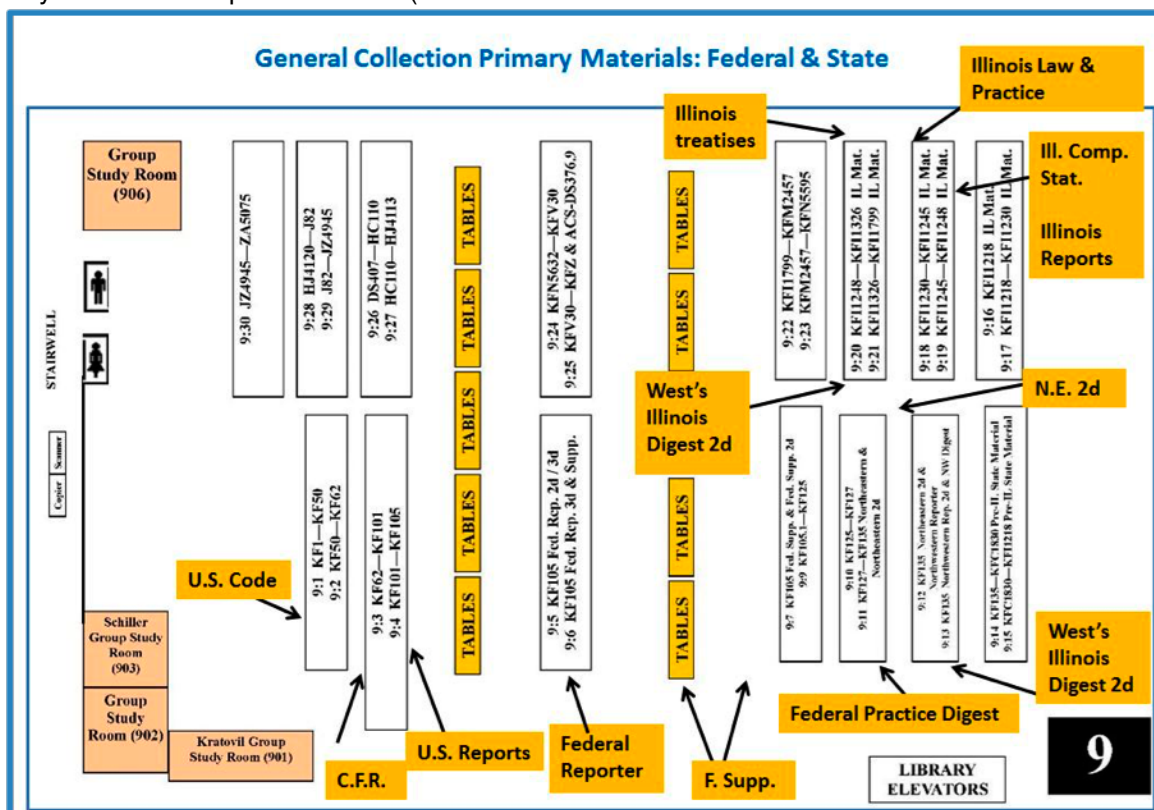 General Collection Primary Materials: Federal & State
Illinois Law &
Practice
Illinois
treatises
Ill. Comp.
Stat.
Illinois
Reports
Group
Study Room
(906)
STAIRWELL
Copier
Scanner
9:30 JZ4945—ZA5075
9:28 HJ4120—J82
9:29 J82—JZ4945
9:26 DS407—HC110
9:27 HC110—HJ4113
TABLES
TABLES
TABLES
TABLES
TABLES
9:24 KFN5632—KFV30
9:25 KFV30—KFZ & ACS-DS376.9
TABLES
TABLES
TABLES
TABLES
9:22 KFI1799—KFM2457
9:23 KFM2457—KFN5595
9:20 KFI1248—KFI1326 IL Mat.
9:21 KFI1326—KFI1799 IL Mat.
9:18 KFI1230—KFI1245 IL Mat.
9:19 KFI1245—KFI1248 IL Mat.
9:16 KFI1218 IL Mat.
9:17 KFI1218—KFI1230 IL Mat.
West's
Illinois
Digest 2d
N.E. 2d
U.S. Code
9:1 KF1—KF50
9:2 KF50—KF62
9:3 KF62—KF101
9:4 KF101—KF105
9:5 KF105 Fed. Rep. 2d / 3d
9:6 KF105 Fed. Rep. 3d & Supp.
9:7 KF105 Fed. Supp. & Fed. Supp. 2d
9:9 KF105.1—KF125
9:10 KF125—KF127
9:11 KF127—KF135 Northeastern &
Northeastern 2d
9:12 KF135 Northeastern 2d &
Northwestern Reporter
9:13 KF135 Northwestern Rep. 2d & NW Digest
9:14 KF135—KFC1830 Pre-IL State Material
9:15 KFC1830—KFI1218 Pre-IL State Material
Schiller
Group Study
Room
(903)
Group
Study
Room (902)
Kratovil Group
Study Room (901)
C.F.R.
U.S. Reports
Federal
Reporter
F. Supp.
Federal Practice Digest
West's Illinois
Digest 2d
LIBRARY
ELEVATORS
9